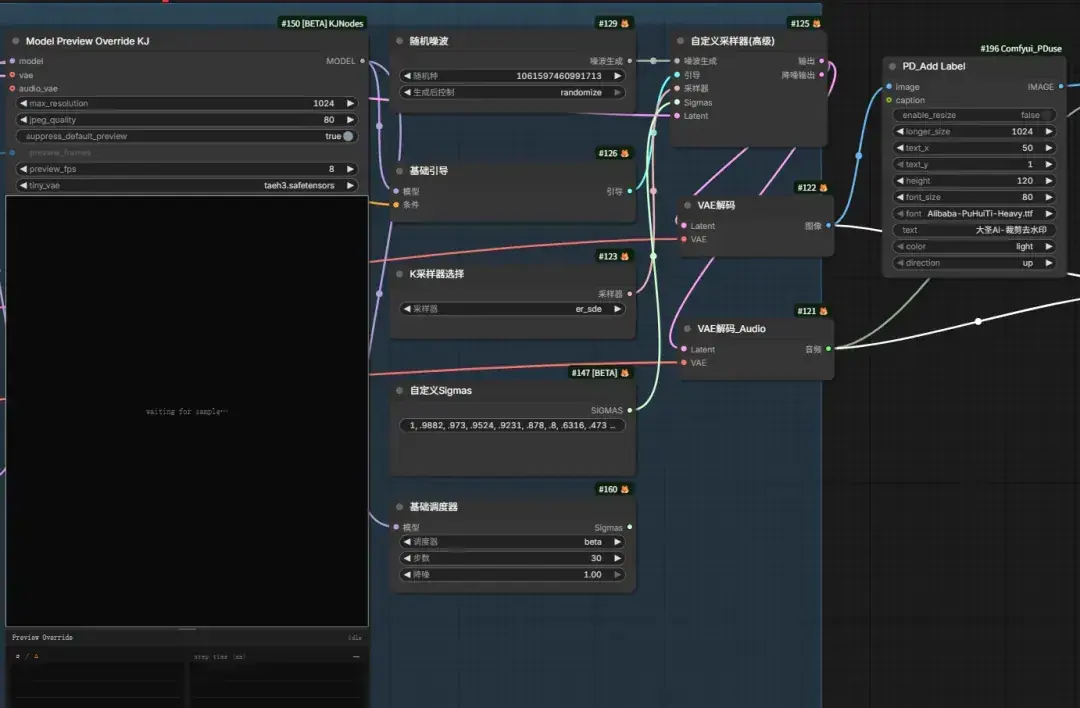 #150 [BETA] KJNodes
Model Preview Override KJ
model
MODEL
vae
audio_vae
max_resolution 1024
jpeg_quality 80
suppress_default_preview true
preview_frames
preview_fps 8
tiny_vae taeh3.safetensors
waiting for sample…
Preview Override
idle
step time (ms)
#129
随机噪波
噪波生成
随机种 1061597460991713
生成后控制 randomize
#126
基础引导
模型
引导
条件
#123
K采样器选择
采样器
采样器 er_sde
#147 [BETA]
自定义Sigmas
SIGMAS
1, .9882, .973, .9524, .9231, .878, .8, .6316, .473 ...
#160
基础调度器
模型
Sigmas
调度器 beta
步数 30
降噪 1.00
#125
自定义采样器(高级)
噪波生成
输出
引导
降噪输出
采样器
Sigmas
Latent
#122
VAE解码
Latent
图像
VAE
#121
VAE解码_Audio
Latent
音频
VAE
#196 Comfyui_PDuse
PD_Add Label
Image
IMAGE
caption
enable_resize false
longer_size 1024
text_x 50
text_y 1
height 120
font_size 80
font Alibaba-PuHuiTi-Heavy.ttf
text 大圣Ai-裁剪去水印
color light
direction up